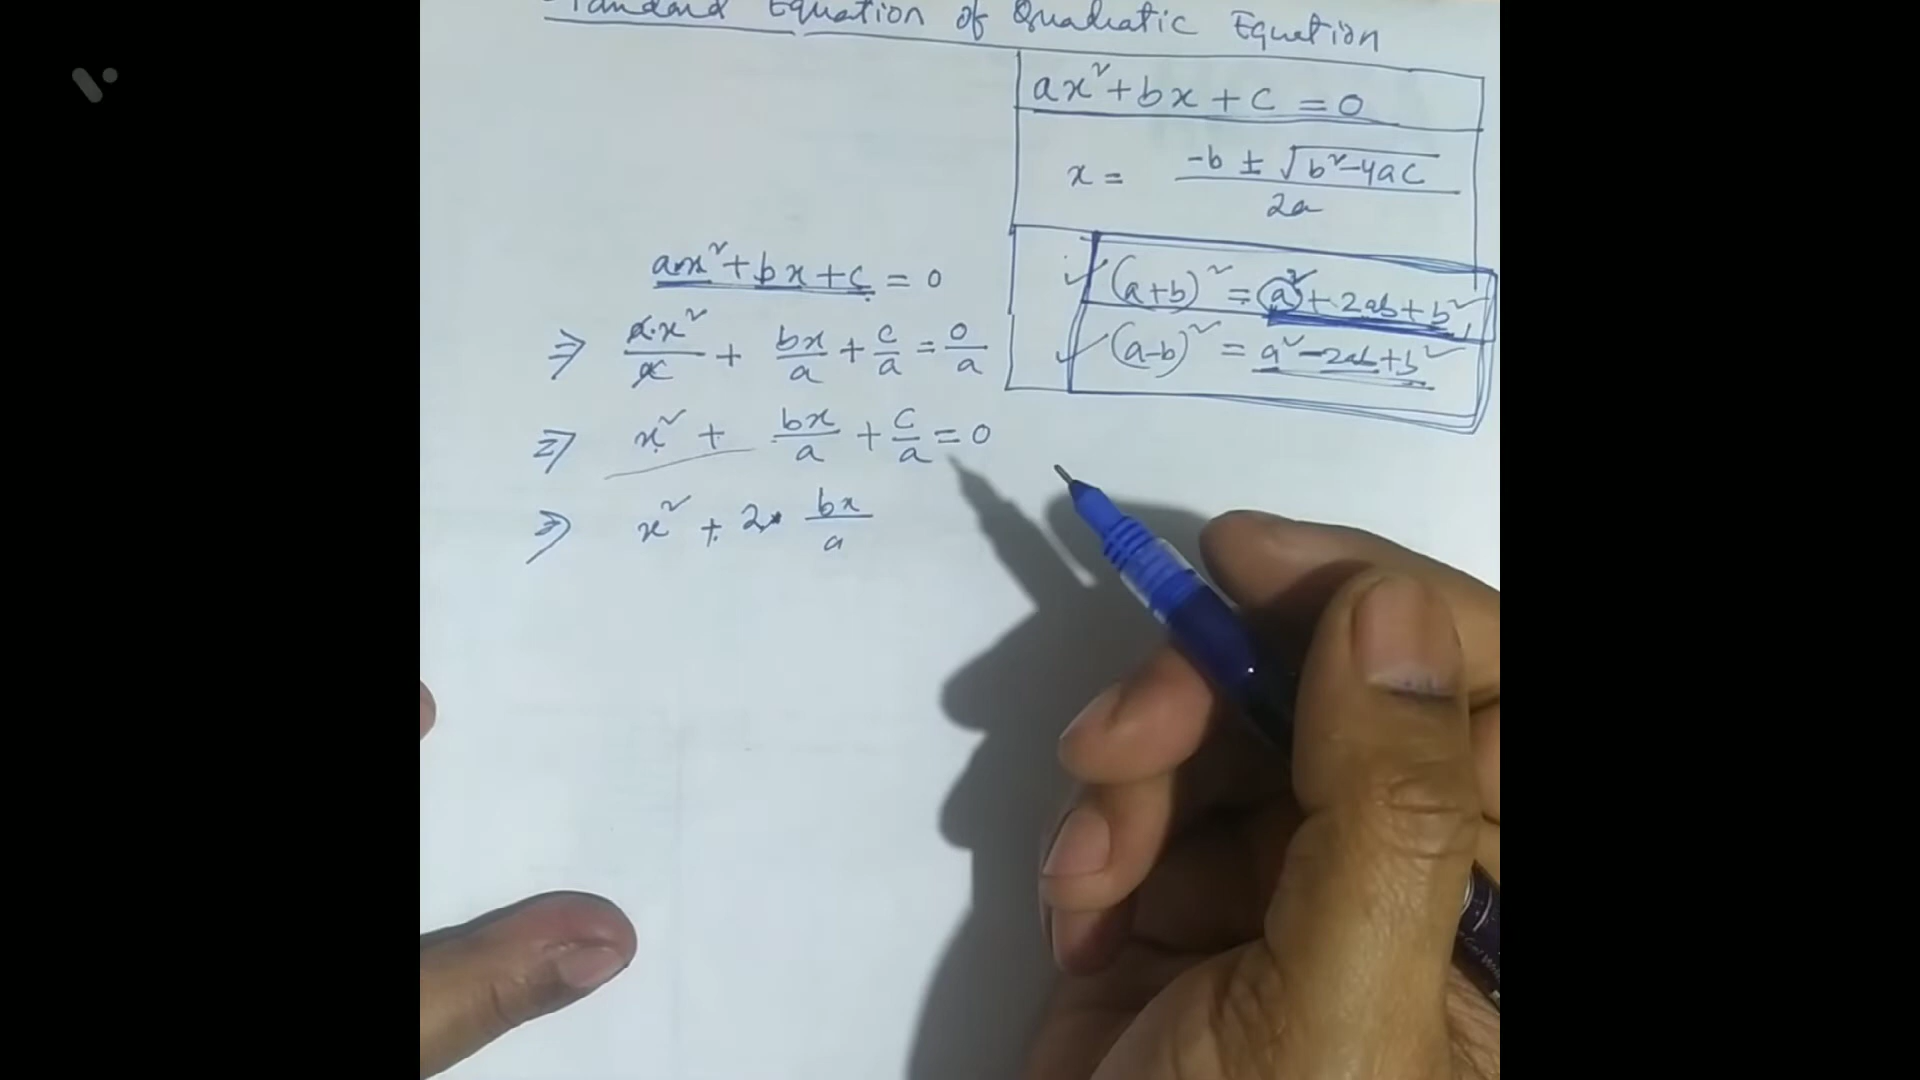 Standard Equation of Quadratic Equation
ax²+bx+c=0
x = (-b ± √(b²-4ac))/2a
(a+b)² = a²+2ab+b²
(a-b)² = a²-2ab+b²
ax²+bx+c=0
⇒ a·x²/a + bx/a + c/a = 0/a
⇒ x² + bx/a + c/a = 0
⇒ x² + 2· bx/a